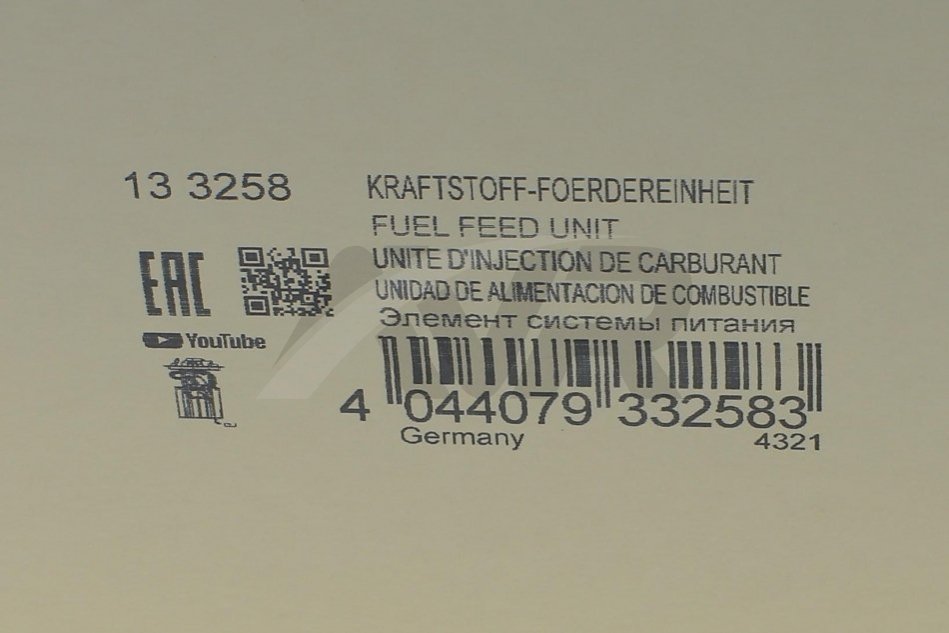 13 3258
KRAFTSTOFF-FOERDEREINHEIT
FUEL FEED UNIT
UNITE D'INJECTION DE CARBURANT
UNIDAD DE ALIMENTACION DE COMBUSTIBLE
Элемент системы питания
EAC
YouTube
4 044079 332583
Germany
4321